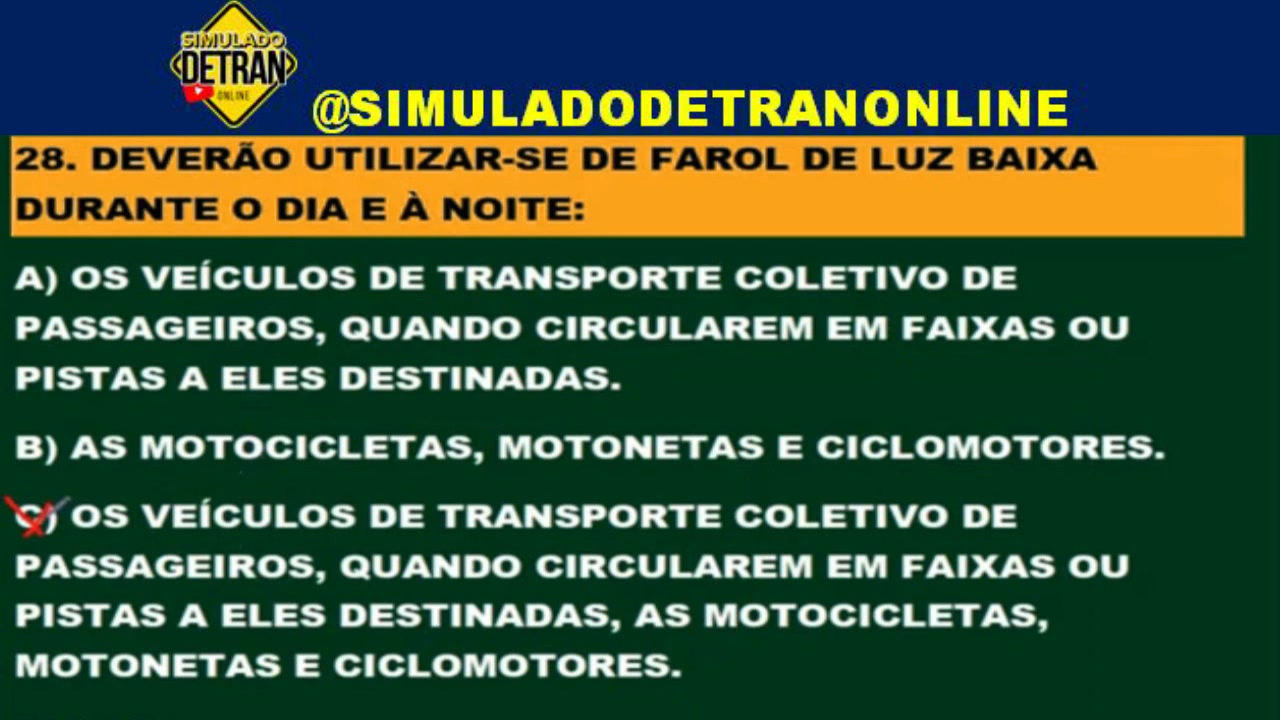 SIMULADO
DETRAN
ONLINE
@SIMULADODETRANONLINE
28. DEVERÃO UTILIZAR-SE DE FAROL DE LUZ BAIXA
DURANTE O DIA E À NOITE:
A) OS VEÍCULOS DE TRANSPORTE COLETIVO DE
PASSAGEIROS, QUANDO CIRCULAREM EM FAIXAS OU
PISTAS A ELES DESTINADAS.
B) AS MOTOCICLETAS, MOTONETAS E CICLOMOTORES.
C) OS VEÍCULOS DE TRANSPORTE COLETIVO DE
PASSAGEIROS, QUANDO CIRCULAREM EM FAIXAS OU
PISTAS A ELES DESTINADAS, AS MOTOCICLETAS,
MOTONETAS E CICLOMOTORES.